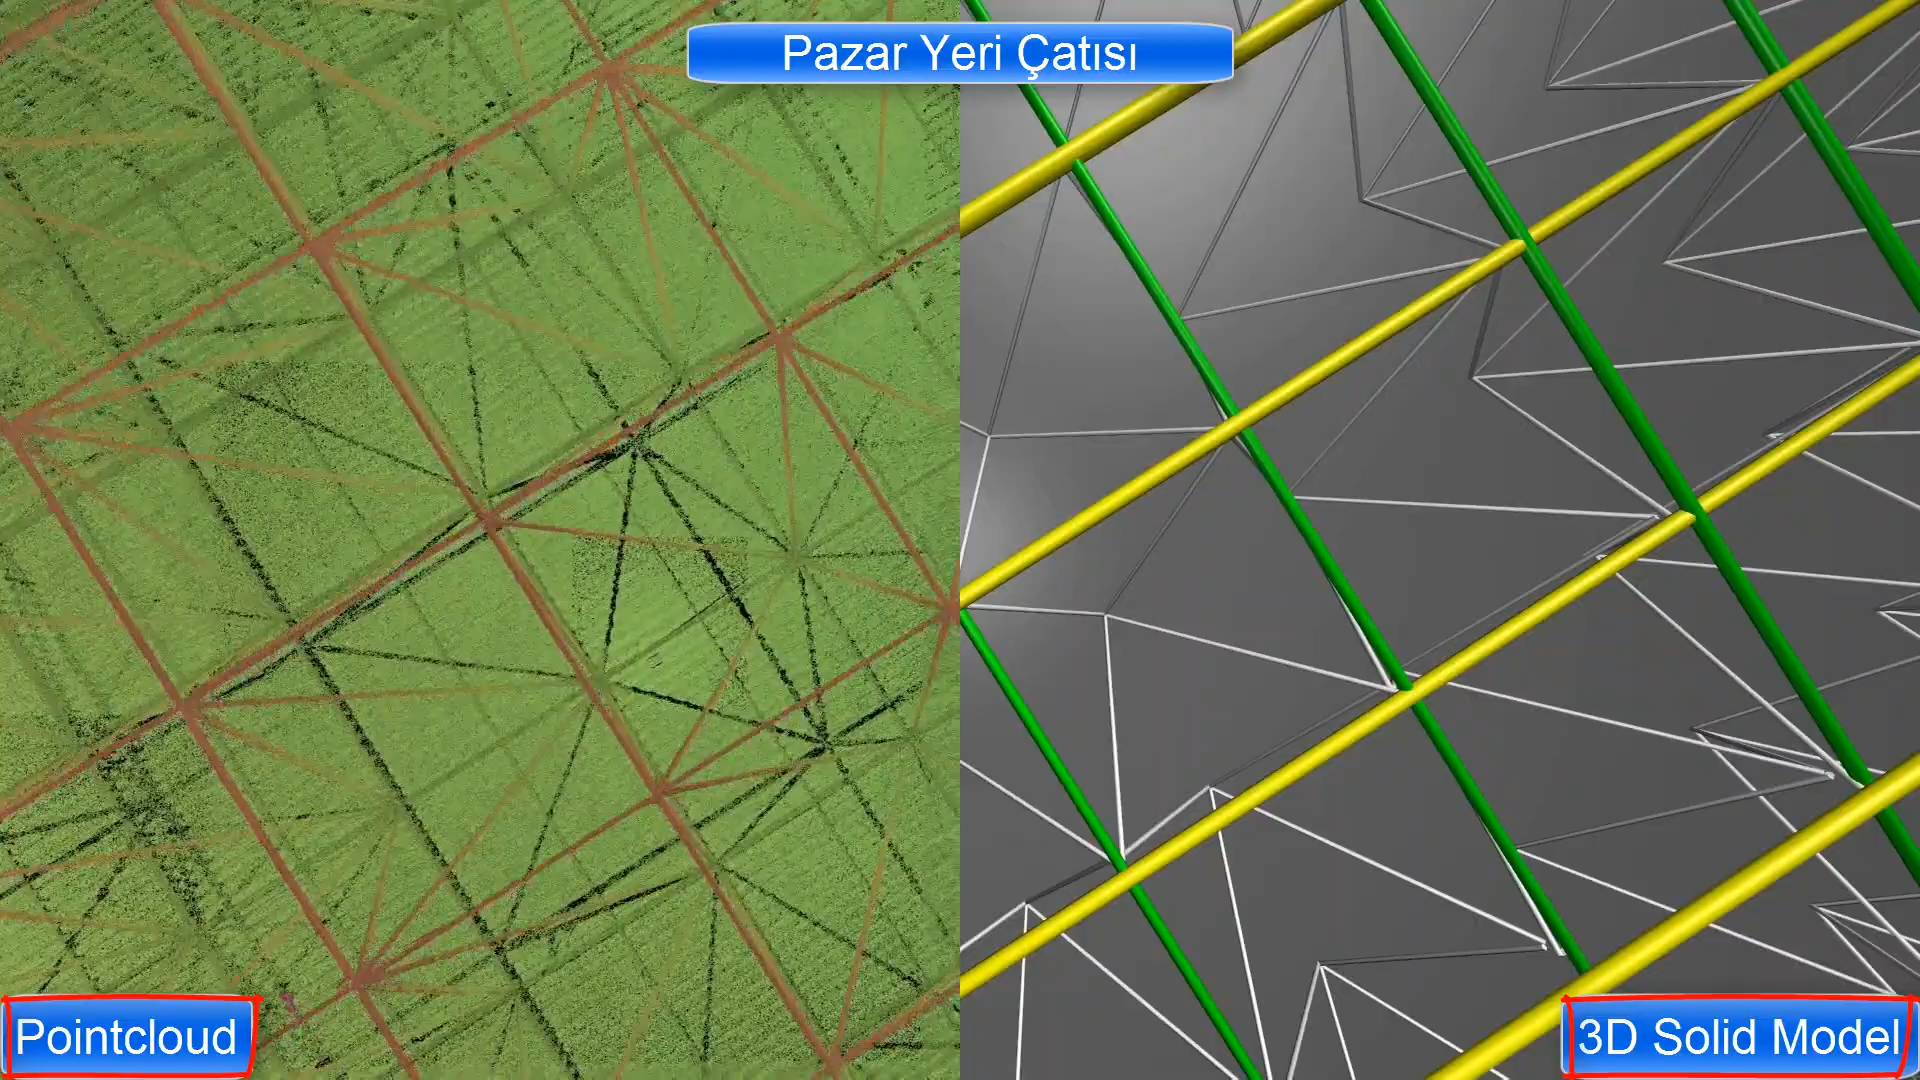 Pazar Yeri Çatısı
Pointcloud
3D Solid Model